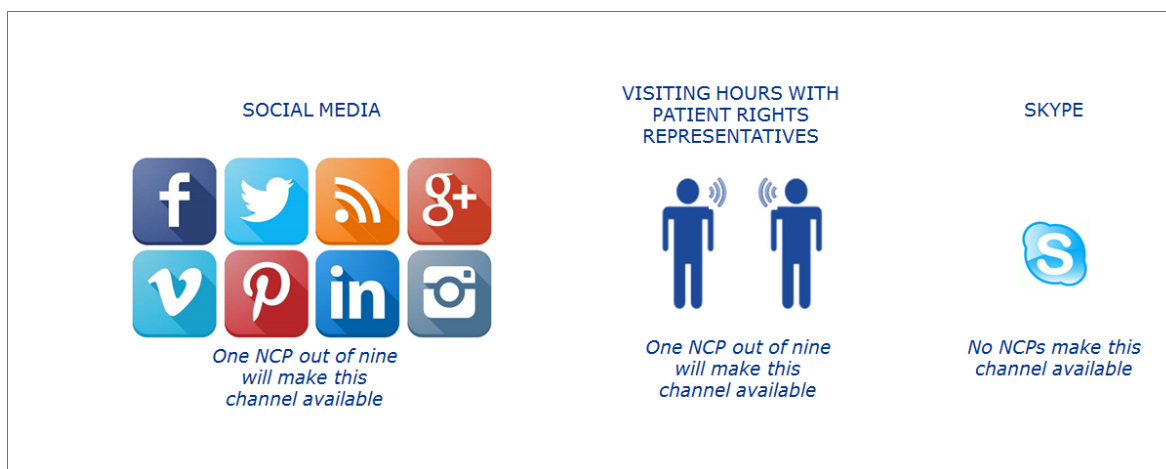 SOCIAL MEDIA
f
g+
v
p
in
One NCP out of nine
will make this
channel available
VISITING HOURS WITH
PATIENT RIGHTS
REPRESENTATIVES
One NCP out of nine
will make this
channel available
SKYPE
S
No NCPs make this
channel available